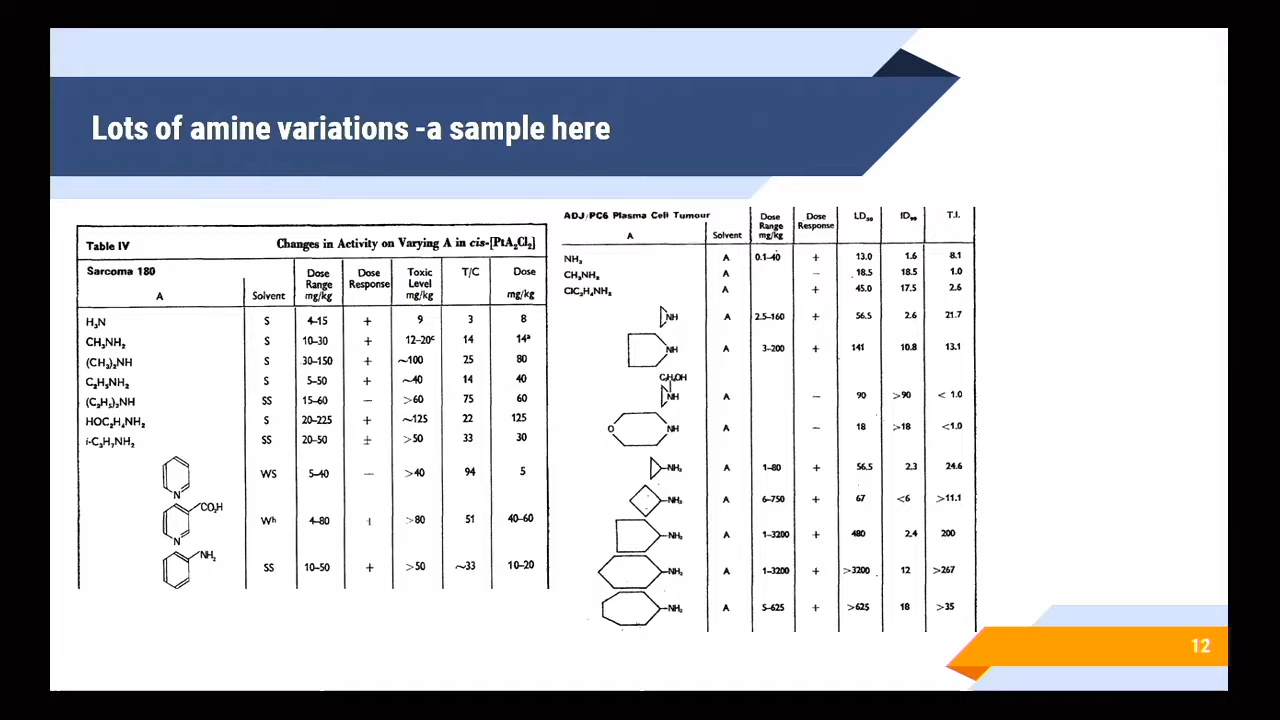 Lots of amine variations -a sample here
Table IV Changes in Activity on Varying A in cis-[PtA₂Cl₂]
Sarcoma 180
A Solvent Dose Range mg/kg Dose Response Toxic Level mg/kg T/C Dose mg/kg
H₃N S 4–15 + 9 3 8
CH₃NH₂ S 10–30 + 12–20ᶜ 14 14ᵃ
(CH₃)₂NH S 30–150 + ~100 25 80
C₂H₅NH₂ S 5–50 + ~40 14 40
(C₂H₅)₂NH SS 15–60 – >60 75 60
HOC₂H₄NH₂ S 20–225 + ~125 22 125
i-C₃H₇NH₂ SS 20–50 ± >50 33 30
N WS 5–40 — >40 94 5
CO₂H N Wh 4–80 >80 51 40–60
NH₂ SS 10–50 + >50 ~33 10–20
ADJ/PC6 Plasma Cell Tumour
A Solvent Dose Range mg/kg Dose Response LD₅₀ ID₉₀ T.I.
NH₃ A 0.1–40 + 13.0 1.6 8.1
CH₃NH₂ A – 18.5 18.5 1.0
ClC₂H₄NH₂ A + 45.0 17.5 2.6
NH A 2.5–160 + 56.5 2.6 21.7
NH A 3–200 + 141 10.8 13.1
C₂H₄OH
NH A – 90 >90 < 1.0
O NH A – 18 >18 <1.0
NH₂ A 1–80 + 56.5 2.3 24.6
NH₂ A 6–750 + 67 <6 >11.1
NH₂ A 1–3200 + 480 2.4 200
NH₂ A 1–3200 + >3200 12 >267
NH₂ A 5–625 + >625 18 >35
12